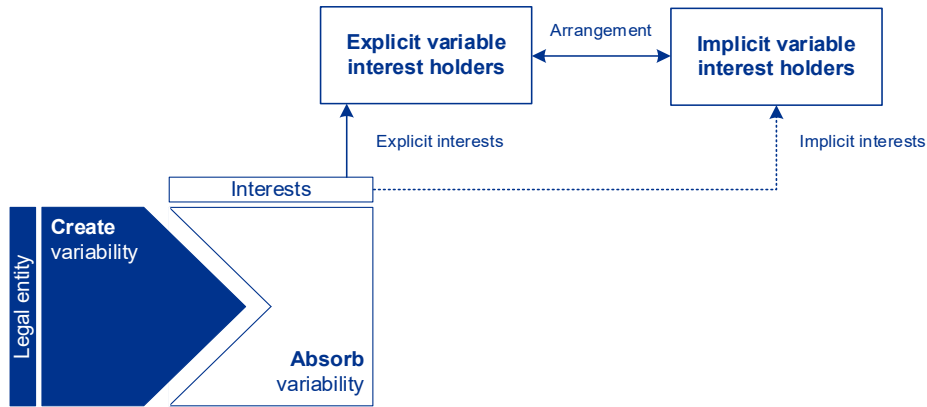 Explicit variable
interest holders
Arrangement
Implicit variable
interest holders
Explicit interests
Implicit interests
Interests
Legal entity
Create
variability
Absorb
variability